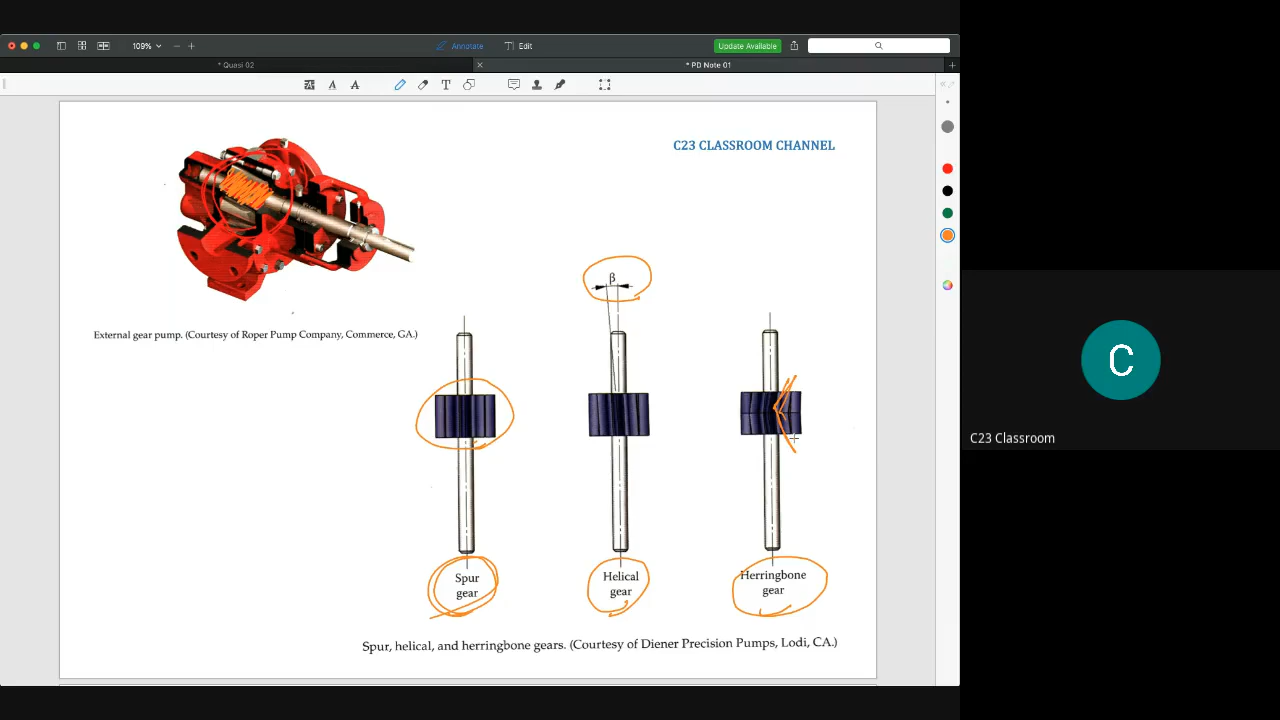 109%
Annotate
Edit
Update Available
* Quesi 02
* PD Note 01
C23 CLASSROOM CHANNEL
External gear pump. (Courtesy of Roper Pump Company, Commerce, GA.)
β
Spur
gear
Helical
gear
Herringbone
gear
Spur, helical, and herringbone gears. (Courtesy of Diener Precision Pumps, Lodi, CA.)
C
C23 Classroom